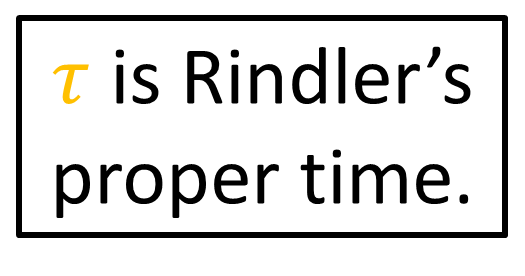 τ is Rindler’s
proper time.